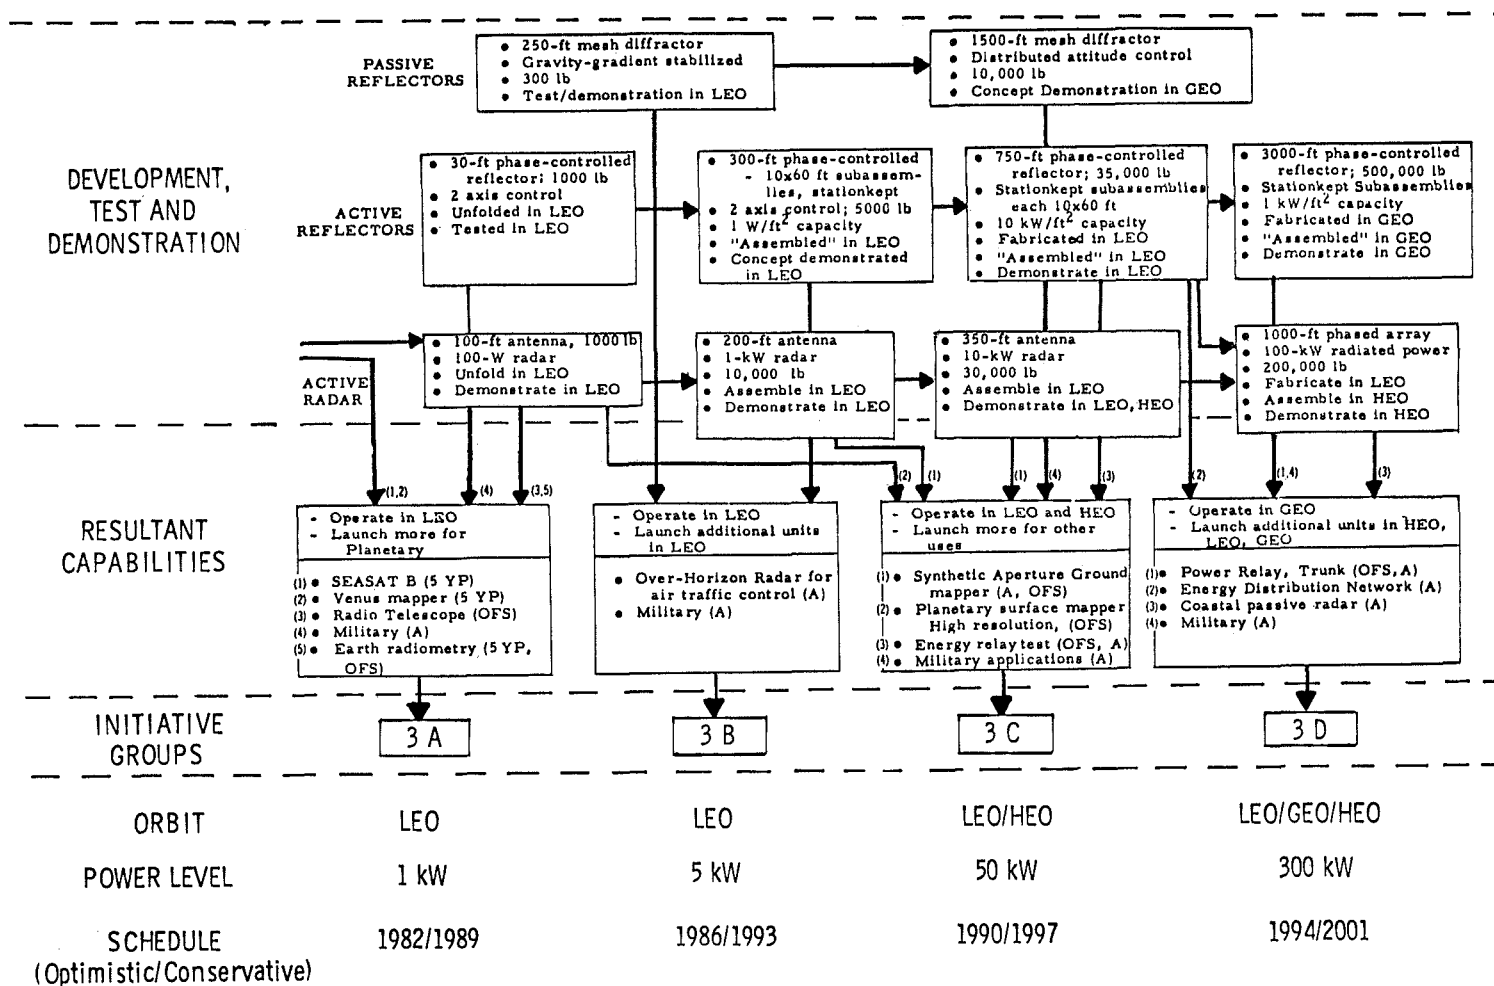 PASSIVE
REFLECTORS
• 250-ft mesh diffractor
• Gravity-gradient stabilized
• 300 lb
• Test/demonstration in LEO
• 1500-ft mesh diffractor
• Distributed attitude control
• 10,000 lb
• Concept Demonstration in GEO
DEVELOPMENT,
TEST AND
DEMONSTRATION
ACTIVE
REFLECTORS
• 30-ft phase-controlled
reflector; 1000 lb
• 2 axis control
• Unfolded in LEO
• Tested in LEO
• 300-ft phase-controlled
- 10x60 ft subassem-
lies, stationkept
• 2 axis control; 5000 lb
• 1 W/ft² capacity
• "Assembled" in LEO
• Concept demonstrated
in LEO
• 750-ft phase-controlled
reflector; 35,000 lb
• Stationkept subassemblies
each 10x60 ft
• 10 kW/ft² capacity
• Fabricated in LEO
• "Assembled" in LEO
• Demonstrate in LEO
• 3000-ft phase-controlled
reflector; 500,000 lb
• Stationkept Subassemblies
• 1 kW/ft² capacity
• Fabricated in GEO
• "Assembled" in GEO
• Demonstrate in GEO
ACTIVE
RADAR
• 100-ft antenna, 1000 lb
• 100-W radar
• Unfold in LEO
• Demonstrate in LEO
• 200-ft antenna
• 1-kW radar
• 10,000 lb
• Assemble in LEO
• Demonstrate in LEO
• 350-ft antenna
• 10-kW radar
• 30,000 lb
• Assemble in LEO
• Demonstrate in LEO, HEO
• 1000-ft phased array
• 100-kW radiated power
• 200,000 lb
• Fabricate in LEO
• Assemble in HEO
• Demonstrate in HEO
(1,2) (4) (3,5) (2) (1) (1) (4) (3) (2) (1,4) (3)
RESULTANT
CAPABILITIES
- Operate in LEO
- Launch more for
Planetary
(1) • SEASAT B (5 YP)
(2) • Venus mapper (5 YP)
(3) • Radio Telescope (OFS)
(4) • Military (A)
(5) • Earth radiometry (5 YP,
OFS)
- Operate in LEO
- Launch additional units
in LEO
• Over-Horizon Radar for
air traffic control (A)
• Military (A)
- Operate in LEO and HEO
- Launch more for other
uses
(1) • Synthetic Aperture Ground
mapper (A, OFS)
(2) • Planetary surface mapper
High resolution, (OFS)
(3) • Energy relay test (OFS, A)
(4) • Military applications (A)
- Operate in GEO
- Launch additional units in HEO,
LEO, GEO
(1) • Power Relay, Trunk (OFS, A)
(2) • Energy Distribution Network (A)
(3) • Coastal passive radar (A)
(4) • Military (A)
INITIATIVE
GROUPS
3 A
3 B
3 C
3 D
ORBIT LEO LEO LEO/HEO LEO/GEO/HEO
POWER LEVEL 1 kW 5 kW 50 kW 300 kW
SCHEDULE 1982/1989 1986/1993 1990/1997 1994/2001
(Optimistic/Conservative)